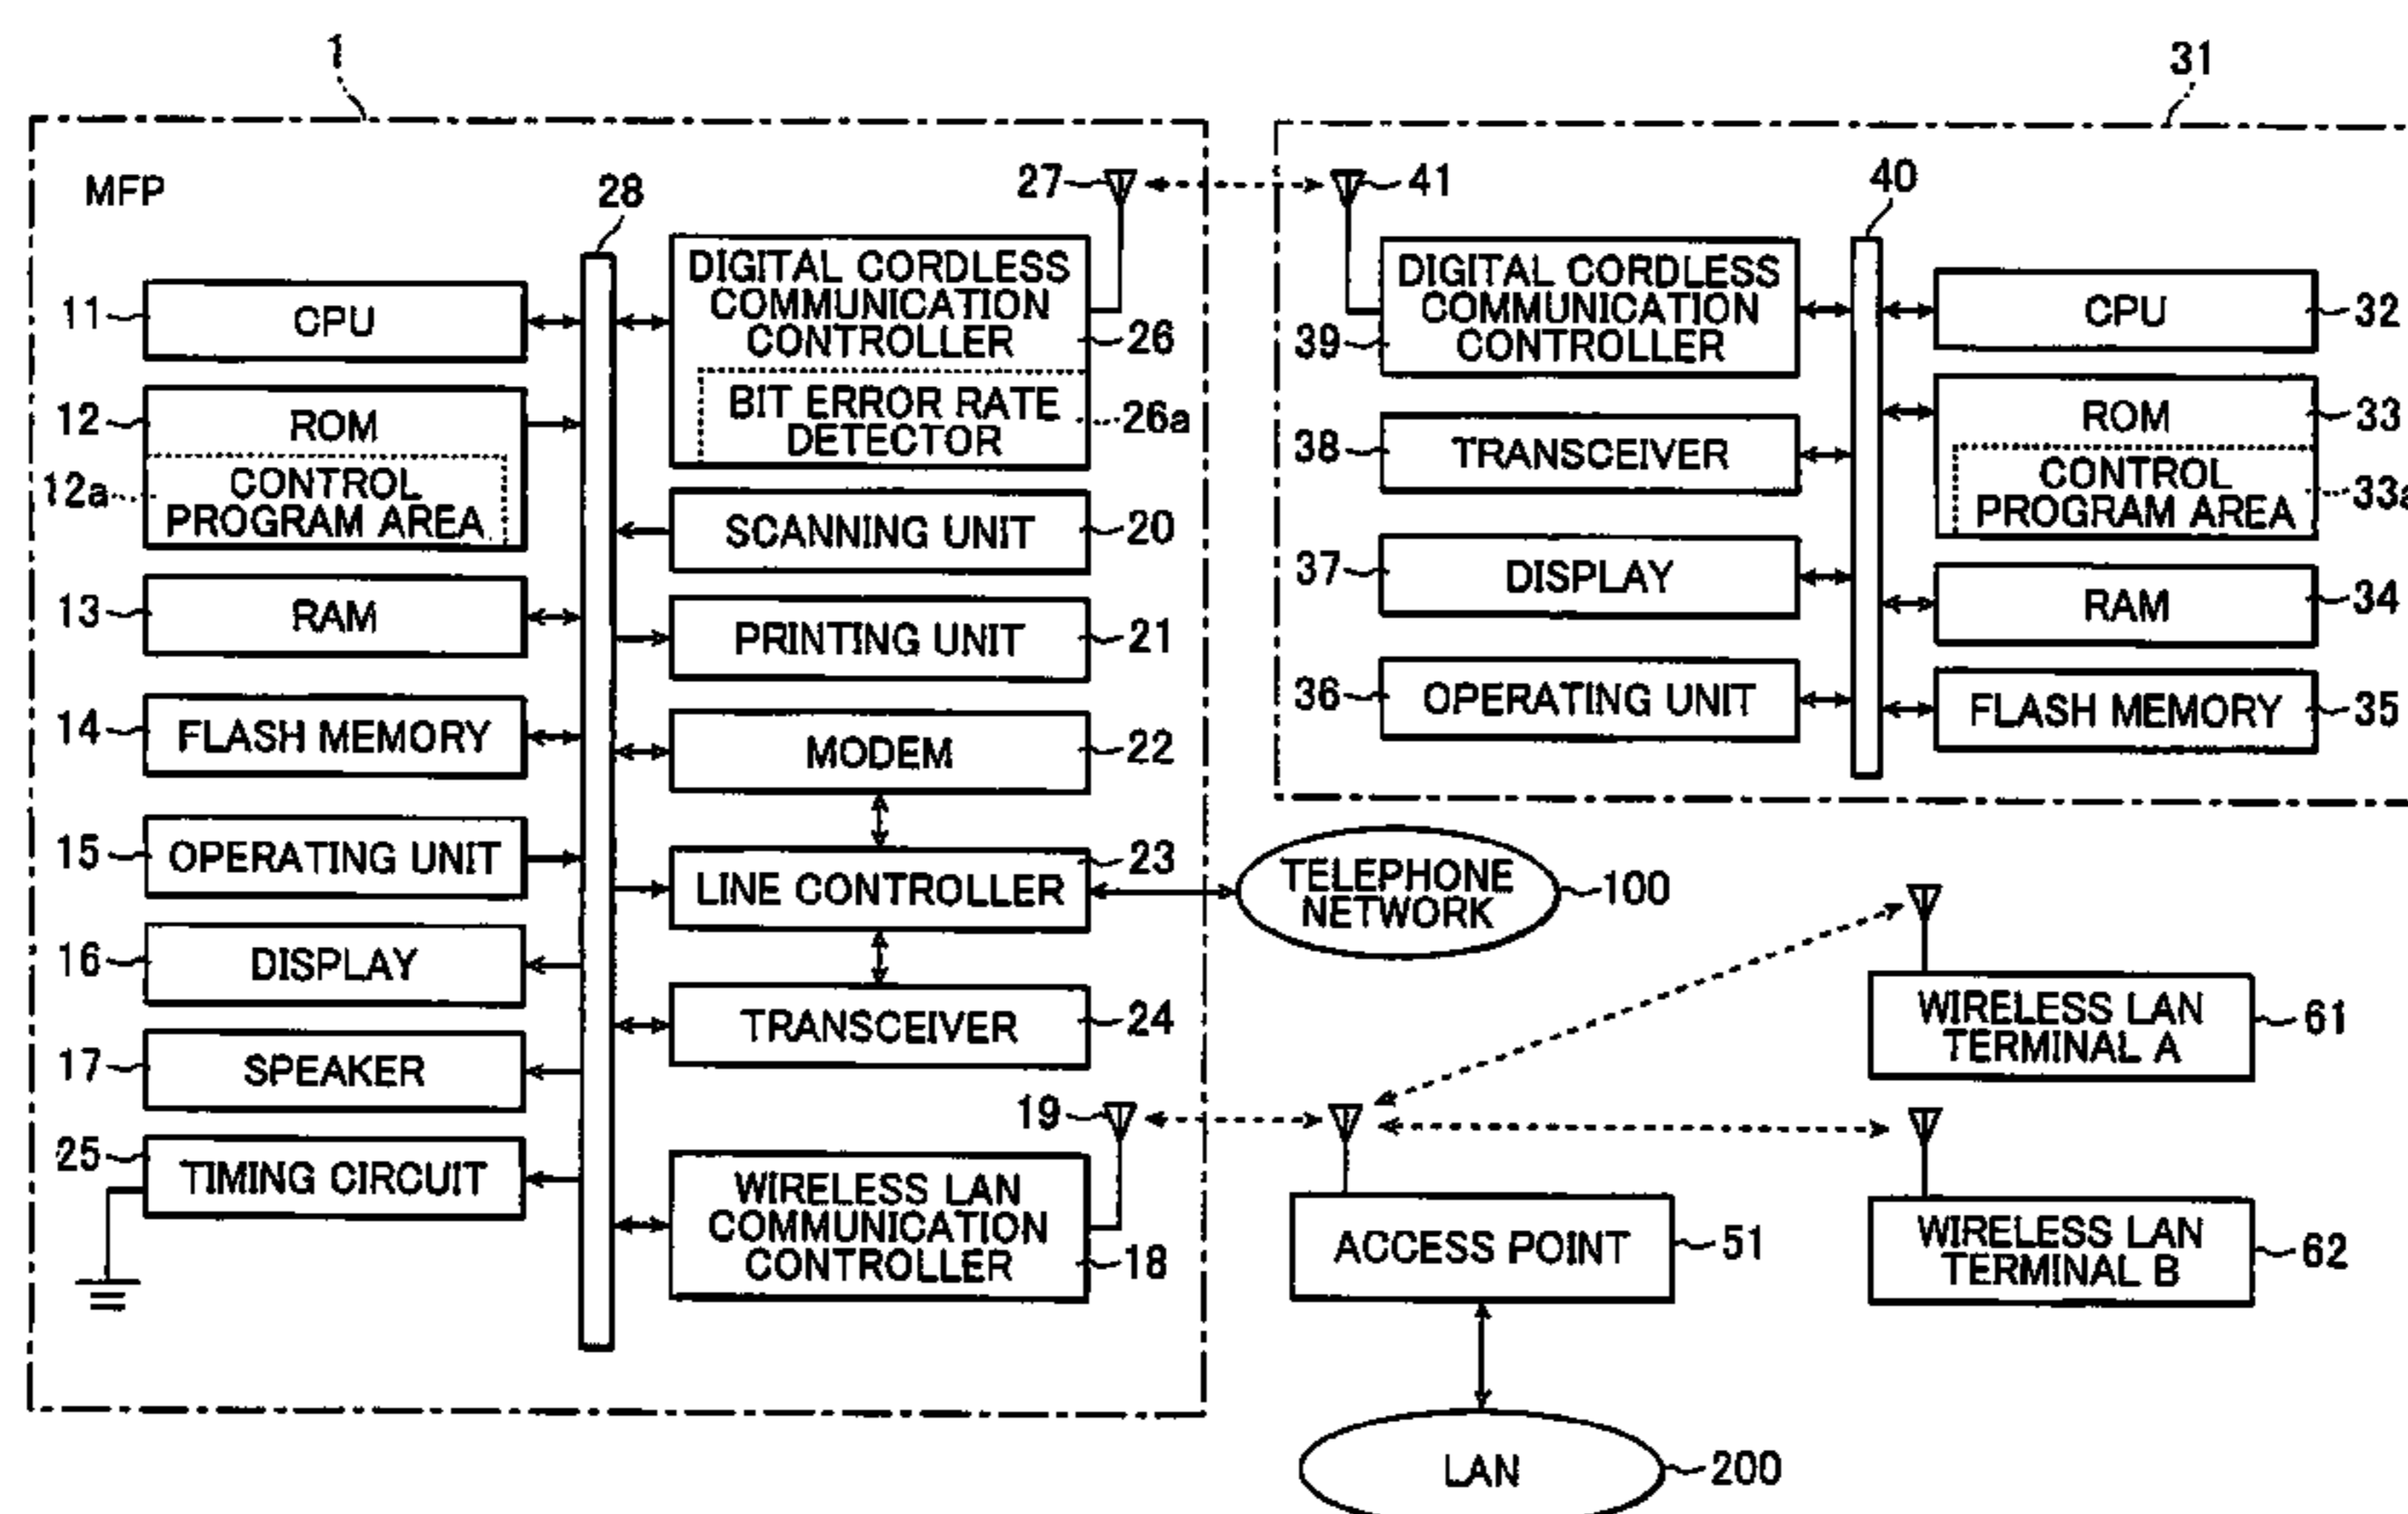 1
31
MFP
28
27
41
40
11
CPU
DIGITAL CORDLESS
COMMUNICATION
CONTROLLER
26
BIT ERROR RATE
DETECTOR
26a
39
DIGITAL CORDLESS
COMMUNICATION
CONTROLLER
CPU
32
12
ROM
12a
CONTROL
PROGRAM AREA
38
TRANSCEIVER
ROM
33
CONTROL
PROGRAM AREA
33a
SCANNING UNIT
20
13
RAM
PRINTING UNIT
21
37
DISPLAY
RAM
34
14
FLASH MEMORY
MODEM
22
36
OPERATING UNIT
FLASH MEMORY
35
15
OPERATING UNIT
LINE CONTROLLER
23
TELEPHONE
NETWORK
100
16
DISPLAY
TRANSCEIVER
24
WIRELESS LAN
TERMINAL A
61
17
SPEAKER
19
25
TIMING CIRCUIT
WIRELESS LAN
COMMUNICATION
CONTROLLER
18
ACCESS POINT
51
WIRELESS LAN
TERMINAL B
62
LAN
200